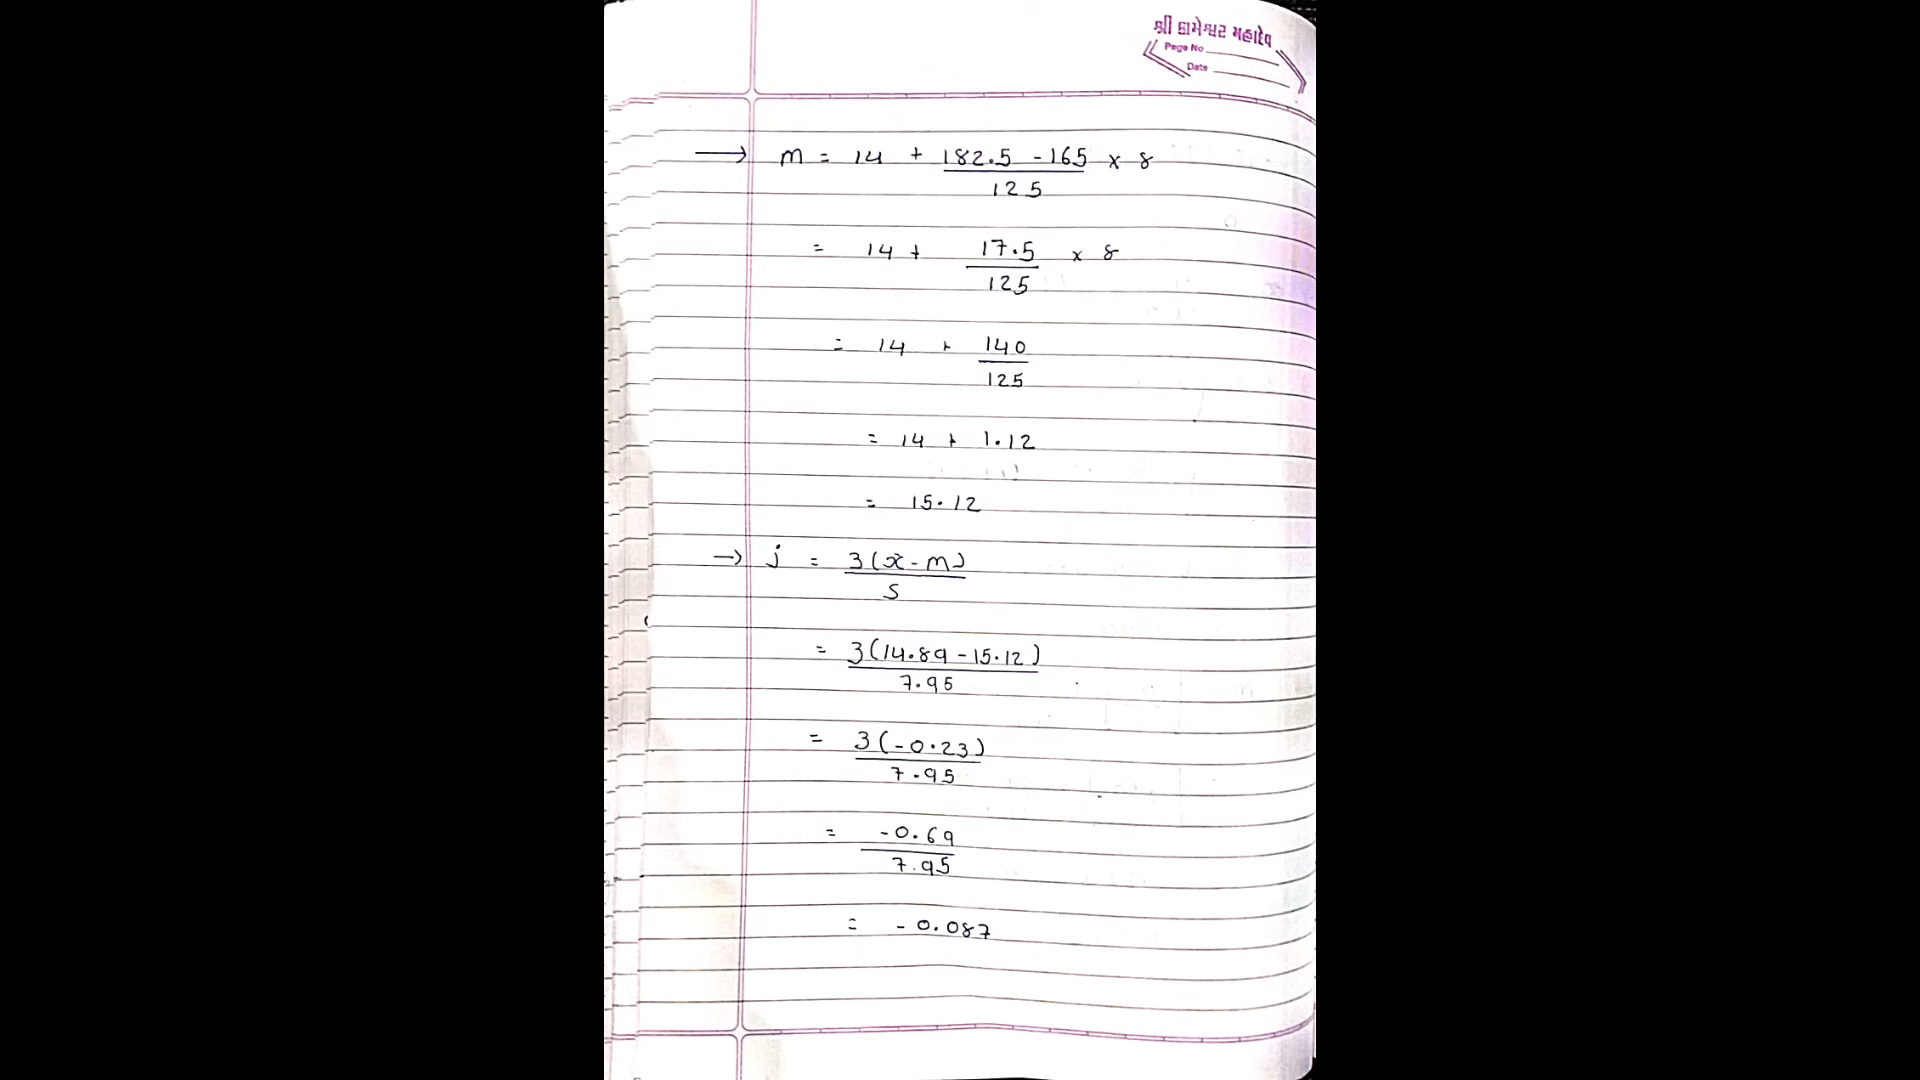 શ્રી કામેશ્વર મહાદેવ
Page No
Date
→ m = 14 + 182.5 - 165 x 8
125
= 14 + 17.5 x 8
125
= 14 + 140
125
= 14 + 1.12
= 15.12
→ j = 3(x̄ - m)
S
= 3(14.89 - 15.12)
7.95
= 3(-0.23)
7.95
= -0.69
7.95
= -0.087